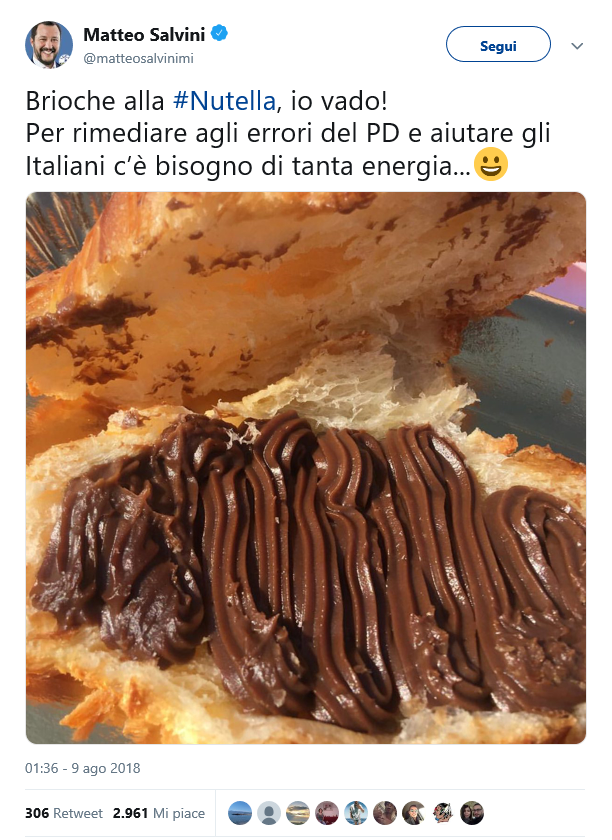 Matteo Salvini
@matteosalvinimi
Segui
Brioche alla #Nutella, io vado!
Per rimediare agli errori del PD e aiutare gli
Italiani c’è bisogno di tanta energia...😃
01:36 - 9 ago 2018
306 Retweet 2.961 Mi piace